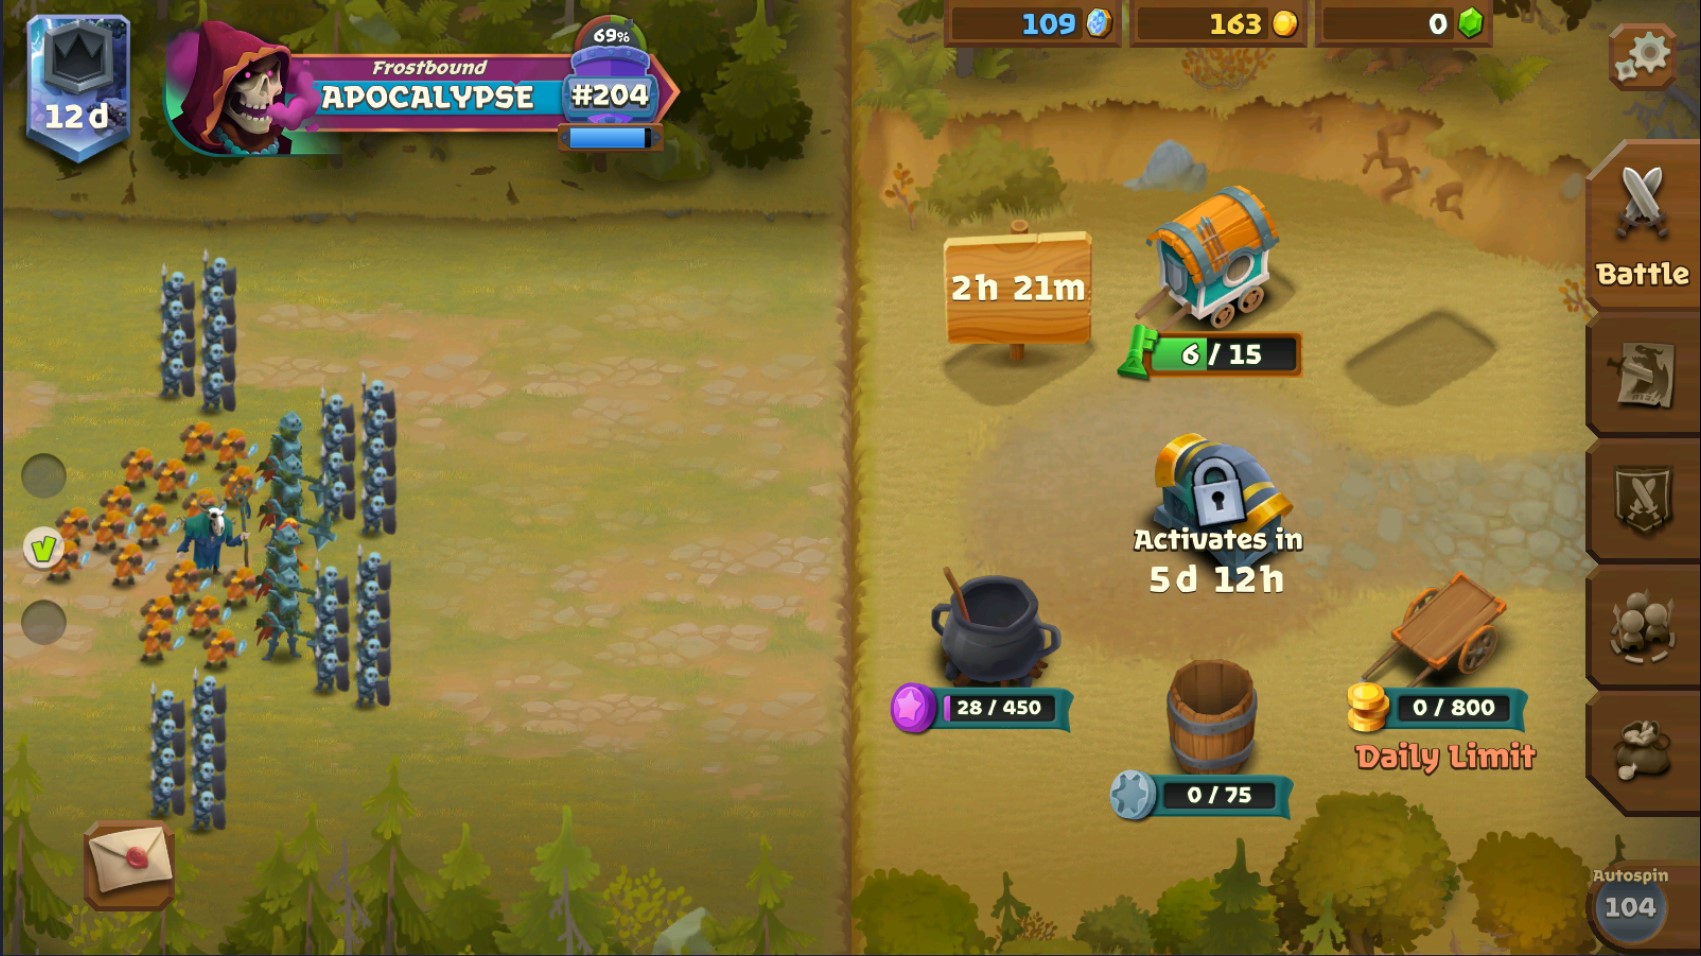 12 d
Frostbound
APOCALYPSE
69%
#204
109
163
0
Battle
2h 21m
6 / 15
Activates in
5d 12h
28 / 450
0 / 800
Daily Limit
0 / 75
Autospin
104